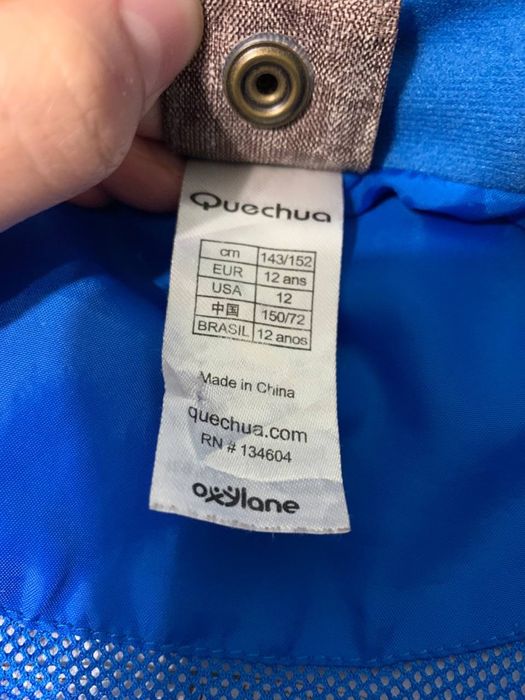 Quechua
cm 143/152
EUR 12 ans
USA 12
中国 150/72
BRASIL 12 anos
Made in China
quechua.com
RN # 134604
oxylane